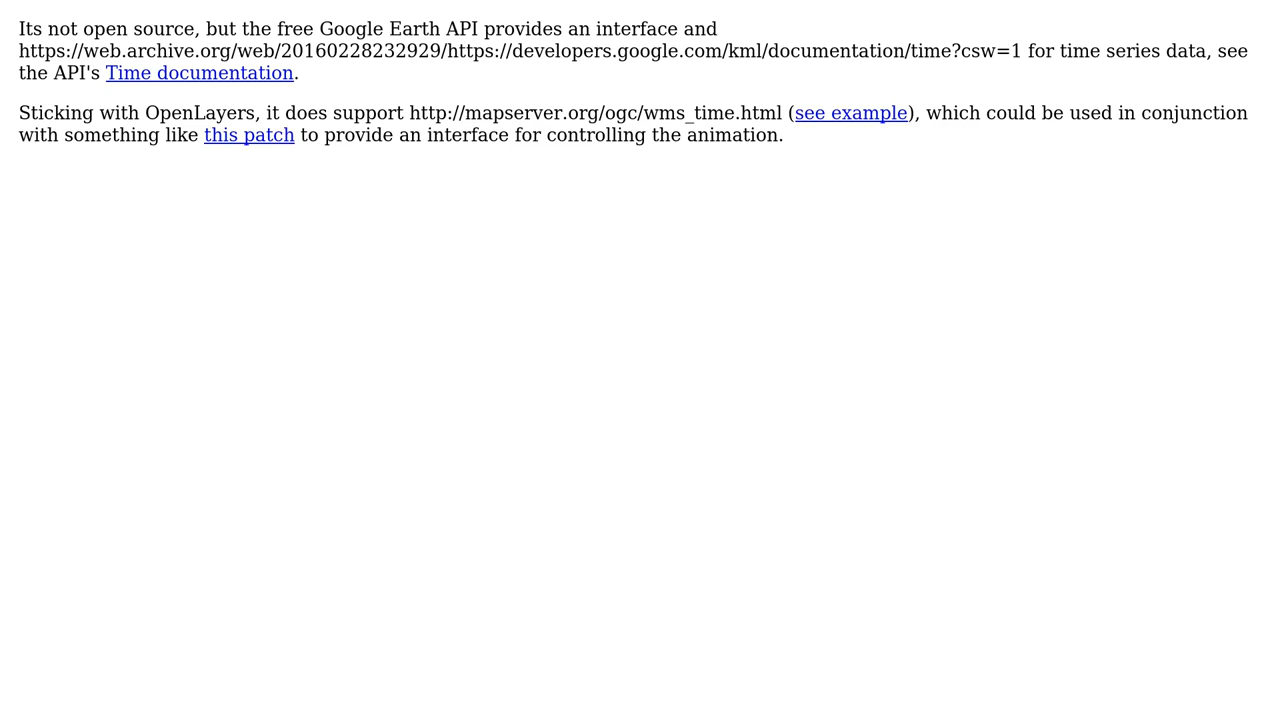 Its not open source, but the free Google Earth API provides an interface and
https://web.archive.org/web/20160228232929/https://developers.google.com/kml/documentation/time?csw=1 for time series data, see
the API's Time documentation.
Sticking with OpenLayers, it does support http://mapserver.org/ogc/wms_time.html (see example), which could be used in conjunction
with something like this patch to provide an interface for controlling the animation.